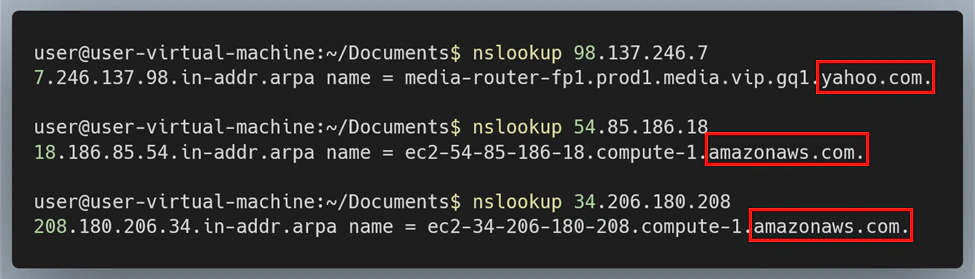 user@user-virtual-machine:~/Documents$ nslookup 98.137.246.7
7.246.137.98.in-addr.arpa name = media-router-fp1.prod1.media.vip.gq1.yahoo.com.
user@user-virtual-machine:~/Documents$ nslookup 54.85.186.18
18.186.85.54.in-addr.arpa name = ec2-54-85-186-18.compute-1.amazonaws.com.
user@user-virtual-machine:~/Documents$ nslookup 34.206.180.208
208.180.206.34.in-addr.arpa name = ec2-34-206-180-208.compute-1.amazonaws.com.